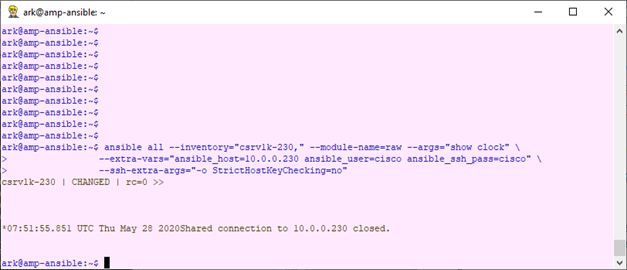 ark@amp-ansible: ~
ark@amp-ansible:~$
ark@amp-ansible:~$
ark@amp-ansible:~$
ark@amp-ansible:~$
ark@amp-ansible:~$
ark@amp-ansible:~$
ark@amp-ansible:~$
ark@amp-ansible:~$
ark@amp-ansible:~$
ark@amp-ansible:~$
ark@amp-ansible:~$ ansible all --inventory="csrv1k-230," --module-name=raw --args="show clock" \
> --extra-vars="ansible_host=10.0.0.230 ansible_user=cisco ansible_ssh_pass=cisco" \
> --ssh-extra-args="-o StrictHostKeyChecking=no"
csrv1k-230 | CHANGED | rc=0 >>
*07:51:55.851 UTC Thu May 28 2020Shared connection to 10.0.0.230 closed.
ark@amp-ansible:~$